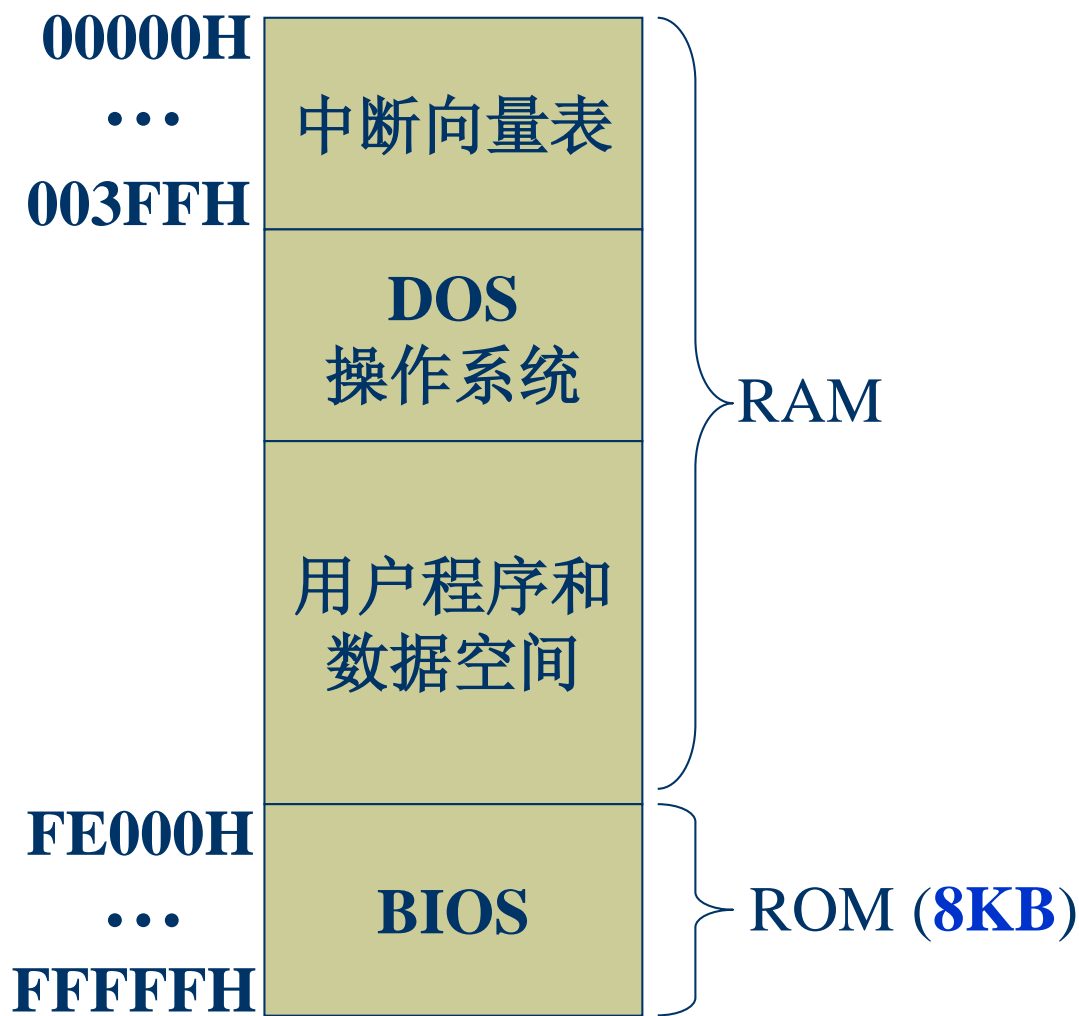 00000H
…
003FFH
中断向量表
DOS
操作系统
RAM
用户程序和
数据空间
FE000H
…
FFFFFH
BIOS
ROM (8KB)